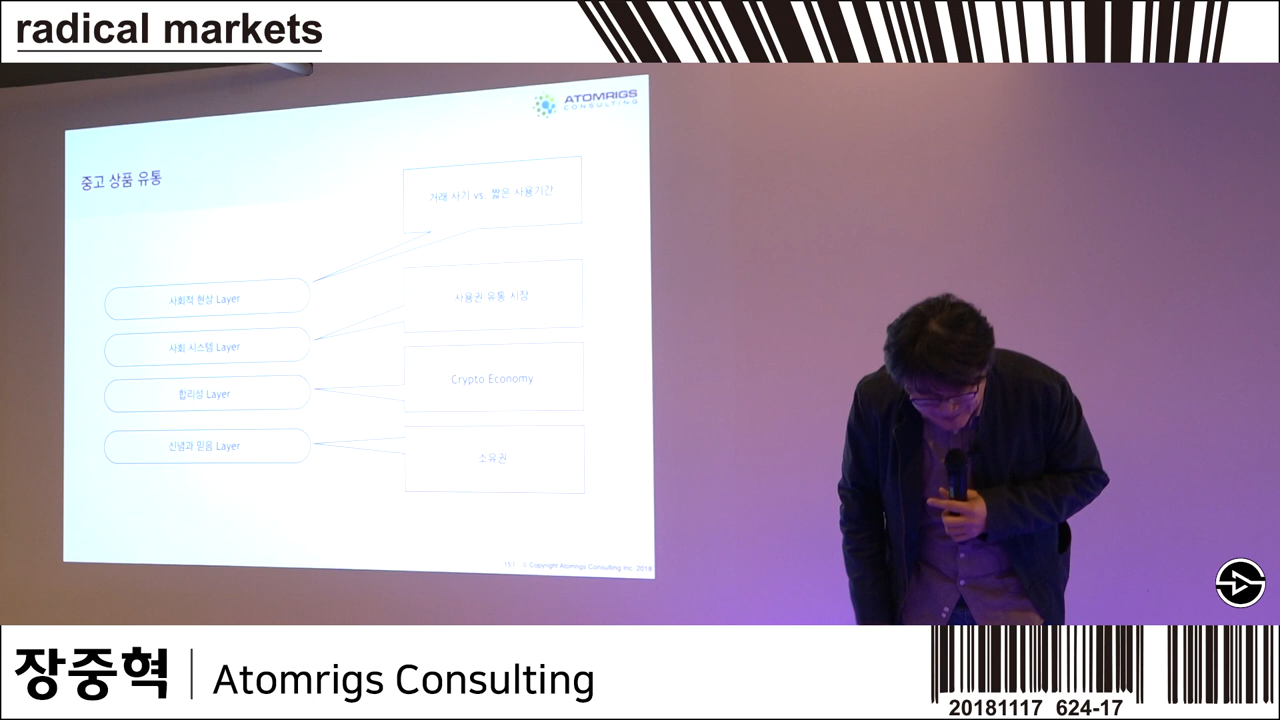 radical markets
ATOMRIGS
CONSULTING
중고 상품 유통
거래 사기 vs. 짧은 사용기간
사회적 현상 Layer
사용권 유통 시장
사회 시스템 Layer
Crypto Economy
합리성 Layer
신념과 믿음 Layer
소유권
15 | © Copyright Atomrigs Consulting Inc. 2018
장중혁 | Atomrigs Consulting
20181117 624-17